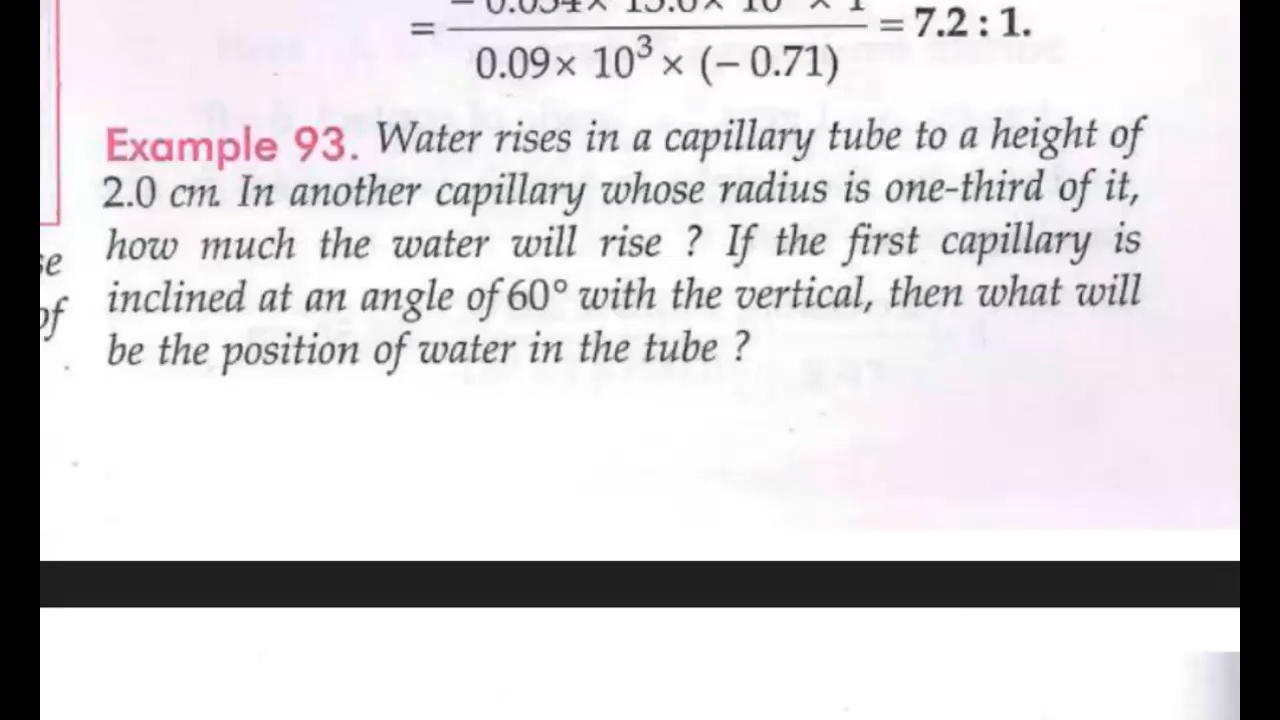 =
0.09× 10³ × (– 0.71)
= 7.2 : 1.
Example 93. Water rises in a capillary tube to a height of
2.0 cm. In another capillary whose radius is one-third of it,
how much the water will rise ? If the first capillary is
se
inclined at an angle of 60° with the vertical, then what will
of
be the position of water in the tube ?